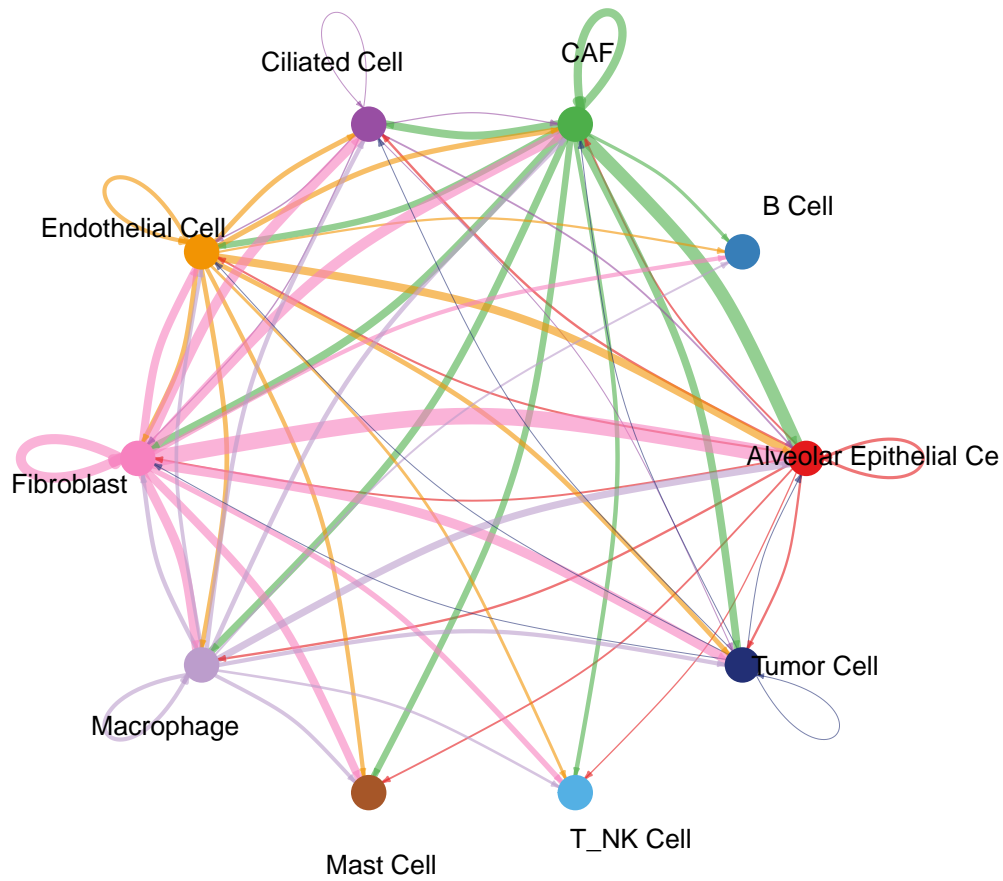 CAF
Ciliated Cell
B Cell
Endothelial Cell
Alveolar Epithelial Ce
Fibroblast
Tumor Cell
Macrophage
T_NK Cell
Mast Cell